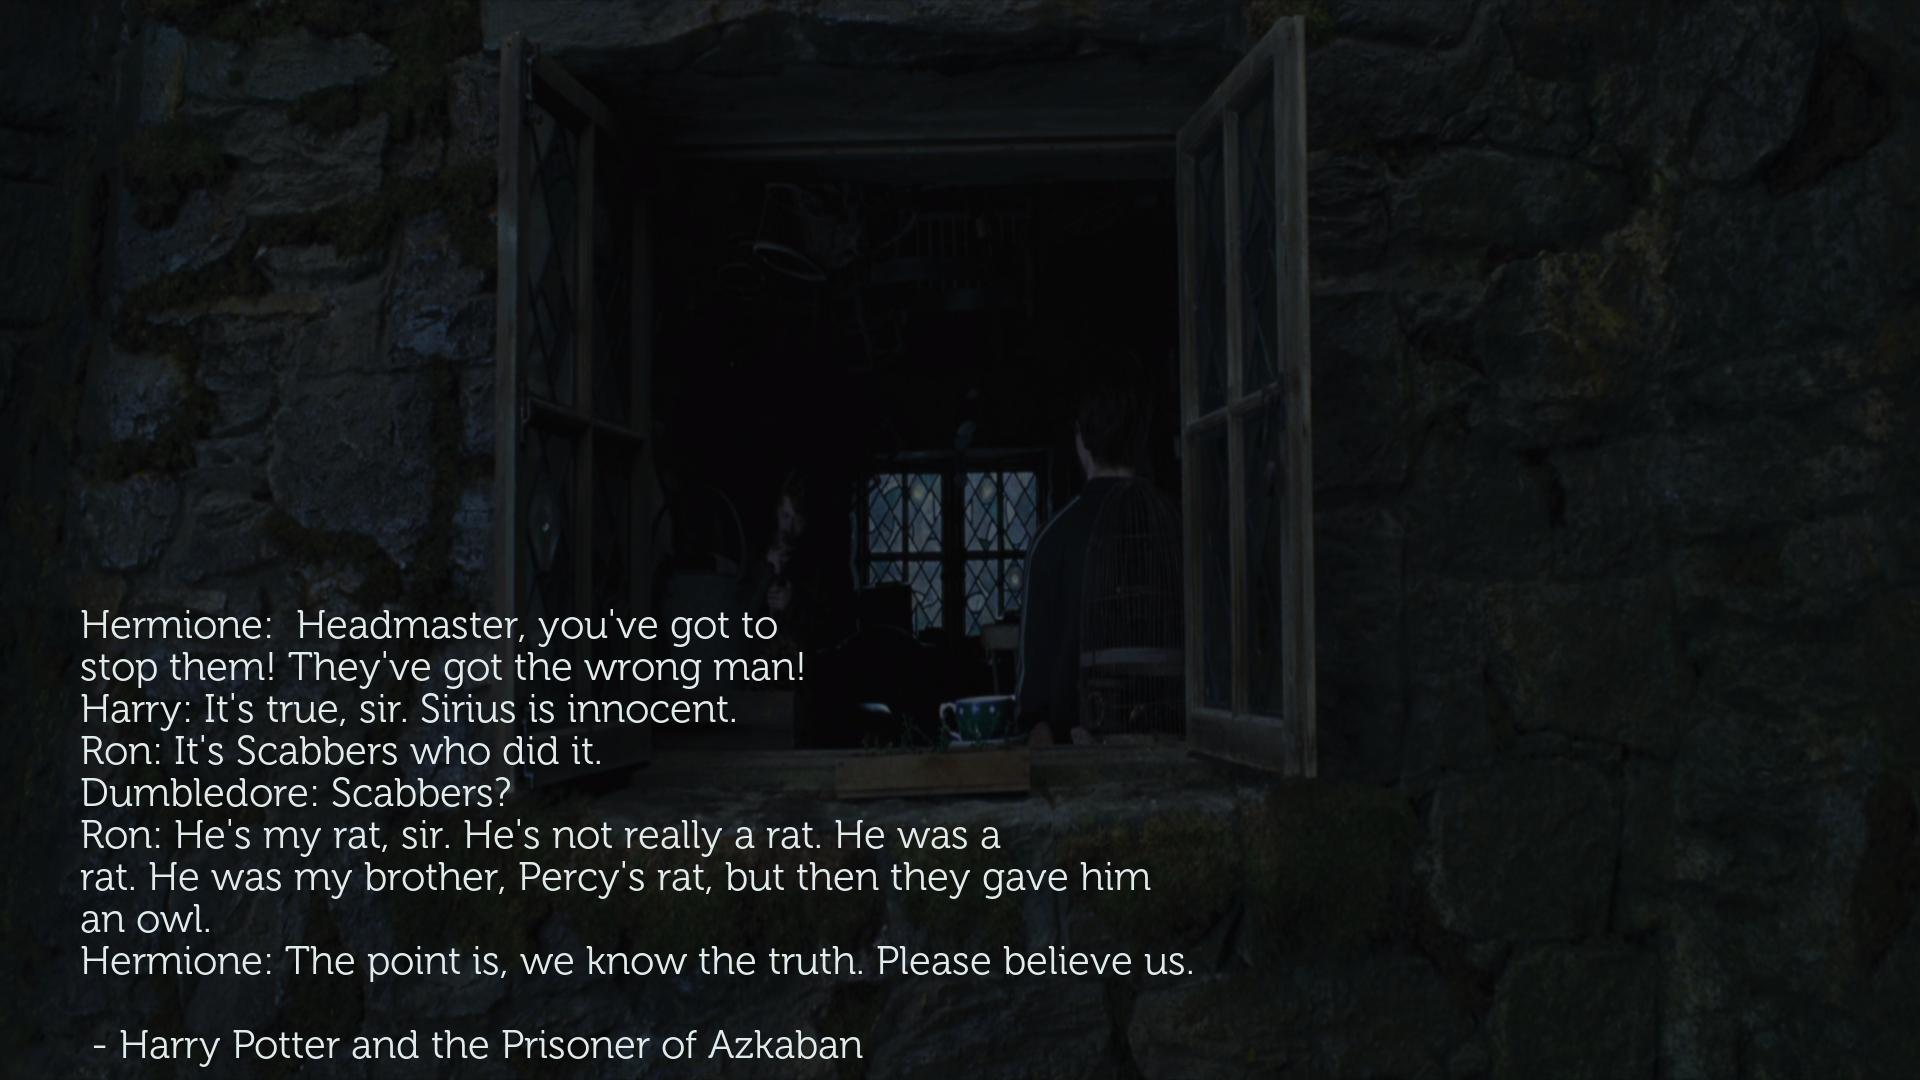 Hermione:  Headmaster, you've got to
stop them! They've got the wrong man!
Harry: It's true, sir. Sirius is innocent.
Ron: It's Scabbers who did it.
Dumbledore: Scabbers?
Ron: He's my rat, sir. He's not really a rat. He was a
rat. He was my brother, Percy's rat, but then they gave him
an owl.
Hermione: The point is, we know the truth. Please believe us.
- Harry Potter and the Prisoner of Azkaban